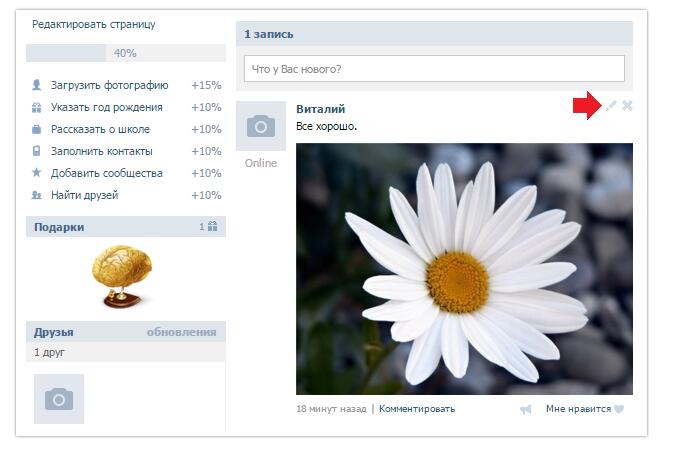 Редактировать страницу
40%
Загрузить фотографию +15%
Указать год рождения +10%
Рассказать о школе +10%
Заполнить контакты +10%
Добавить сообщества +10%
Найти друзей +10%
Подарки 1
Друзья обновления
1 друг
1 запись
Что у Вас нового?
Виталий
Все хорошо.
Online
18 минут назад | Комментировать Мне нравится